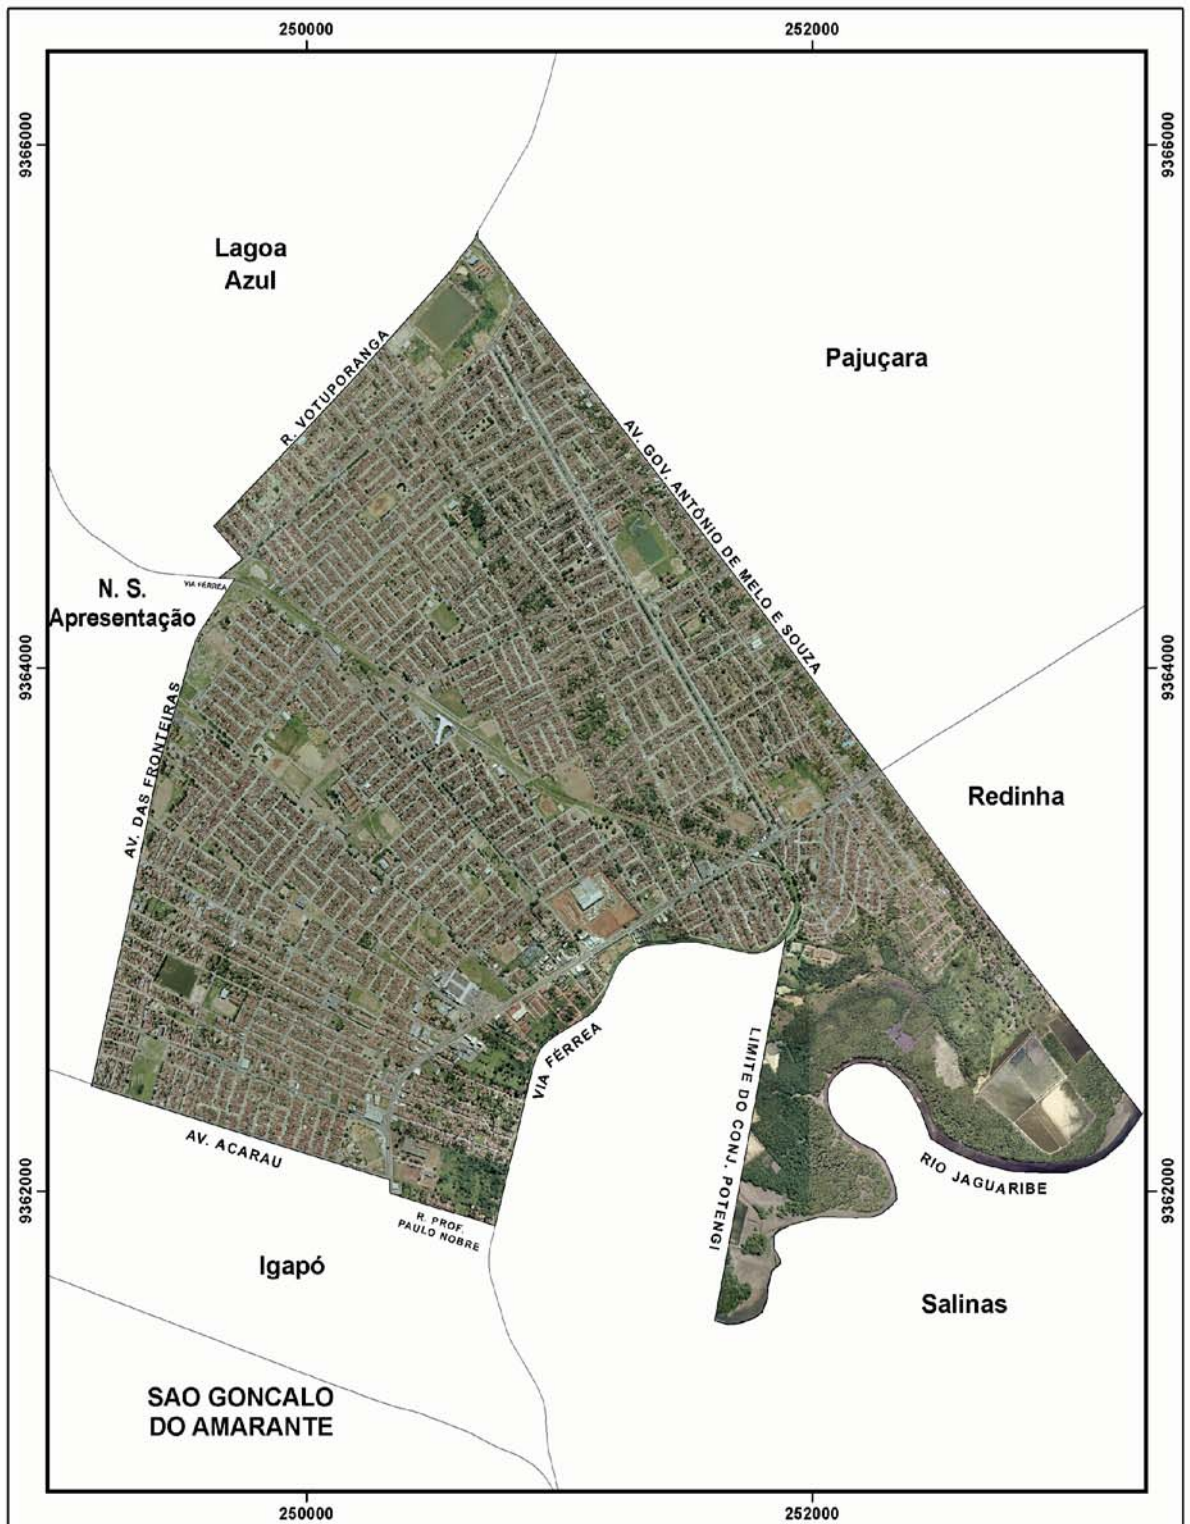 250000
252000
9366000
9366000
Lagoa
Azul
Pajuçara
R. VOTUPORANGA
AV. GOV. ANTÔNIO DE MELO E SOUZA
N. S.
Apresentação
VIA FÉRREA
9364000
9364000
AV. DAS FRONTEIRAS
Redinha
VIA FÉRREA
LIMITE DO CONJ. POTENGI
AV. ACARAU
RIO JAGUARIBE
9362000
9362000
R. PROF.
PAULO NOBRE
Igapó
Salinas
SAO GONCALO
DO AMARANTE
250000
252000